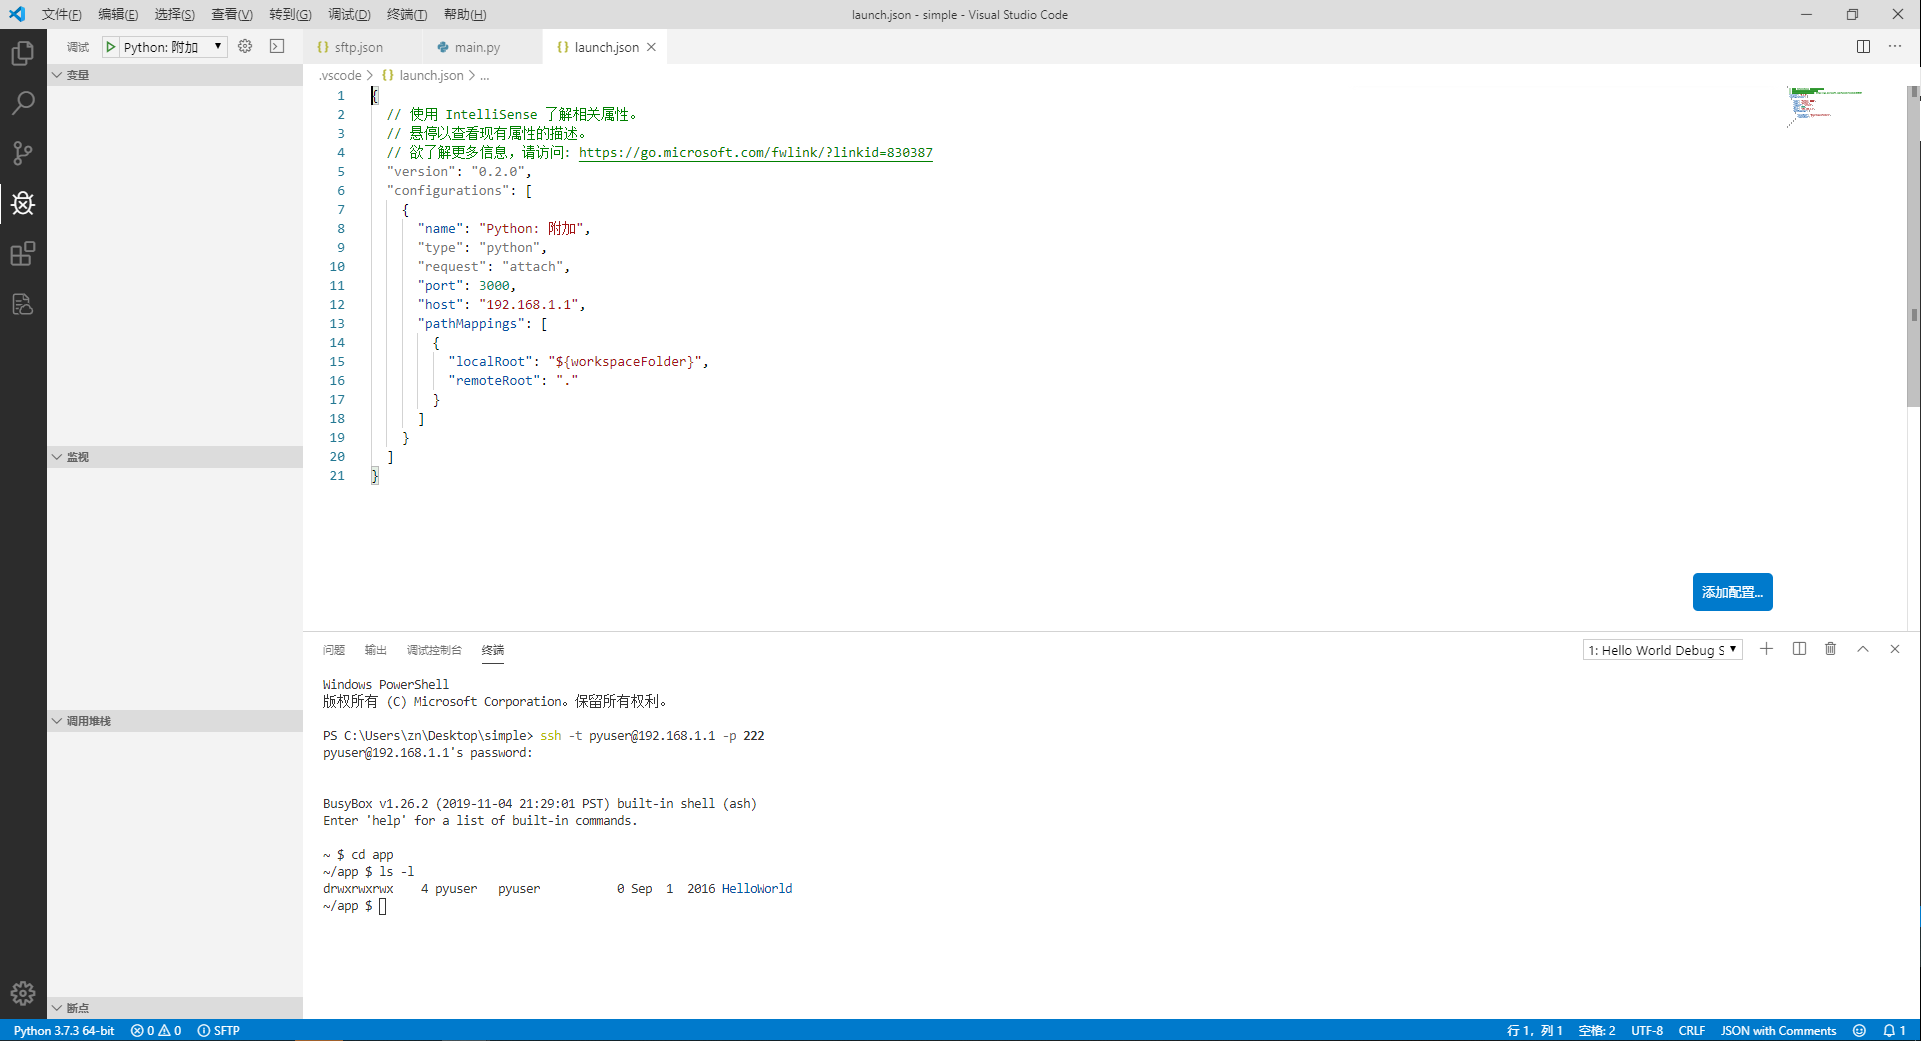 文件(F) 编辑(E) 选择(S) 查看(V) 转到(G) 调试(D) 终端(T) 帮助(H) launch.json - simple - Visual Studio Code
调试 Python: 附加
{} sftp.json main.py {} launch.json
.vscode > {} launch.json > ...
变量
监视
调用堆栈
断点
1 {
2 // 使用 IntelliSense 了解相关属性。
3 // 悬停以查看现有属性的描述。
4 // 欲了解更多信息，请访问: https://go.microsoft.com/fwlink/?linkid=830387
5 "version": "0.2.0",
6 "configurations": [
7 {
8 "name": "Python: 附加",
9 "type": "python",
10 "request": "attach",
11 "port": 3000,
12 "host": "192.168.1.1",
13 "pathMappings": [
14 {
15 "localRoot": "${workspaceFolder}",
16 "remoteRoot": "."
17 }
18 ]
19 }
20 ]
21 }
添加配置...
问题 输出 调试控制台 终端 1: Hello World Debug S
Windows PowerShell
版权所有 (C) Microsoft Corporation。保留所有权利。
PS C:\Users\zn\Desktop\simple> ssh -t pyuser@192.168.1.1 -p 222
pyuser@192.168.1.1's password:
BusyBox v1.26.2 (2019-11-04 21:29:01 PST) built-in shell (ash)
Enter 'help' for a list of built-in commands.
~ $ cd app
~/app $ ls -l
drwxrwxrwx 4 pyuser pyuser 0 Sep 1 2016 HelloWorld
~/app $
Python 3.7.3 64-bit 0 0 SFTP 行 1，列 1 空格: 2 UTF-8 CRLF JSON with Comments 1